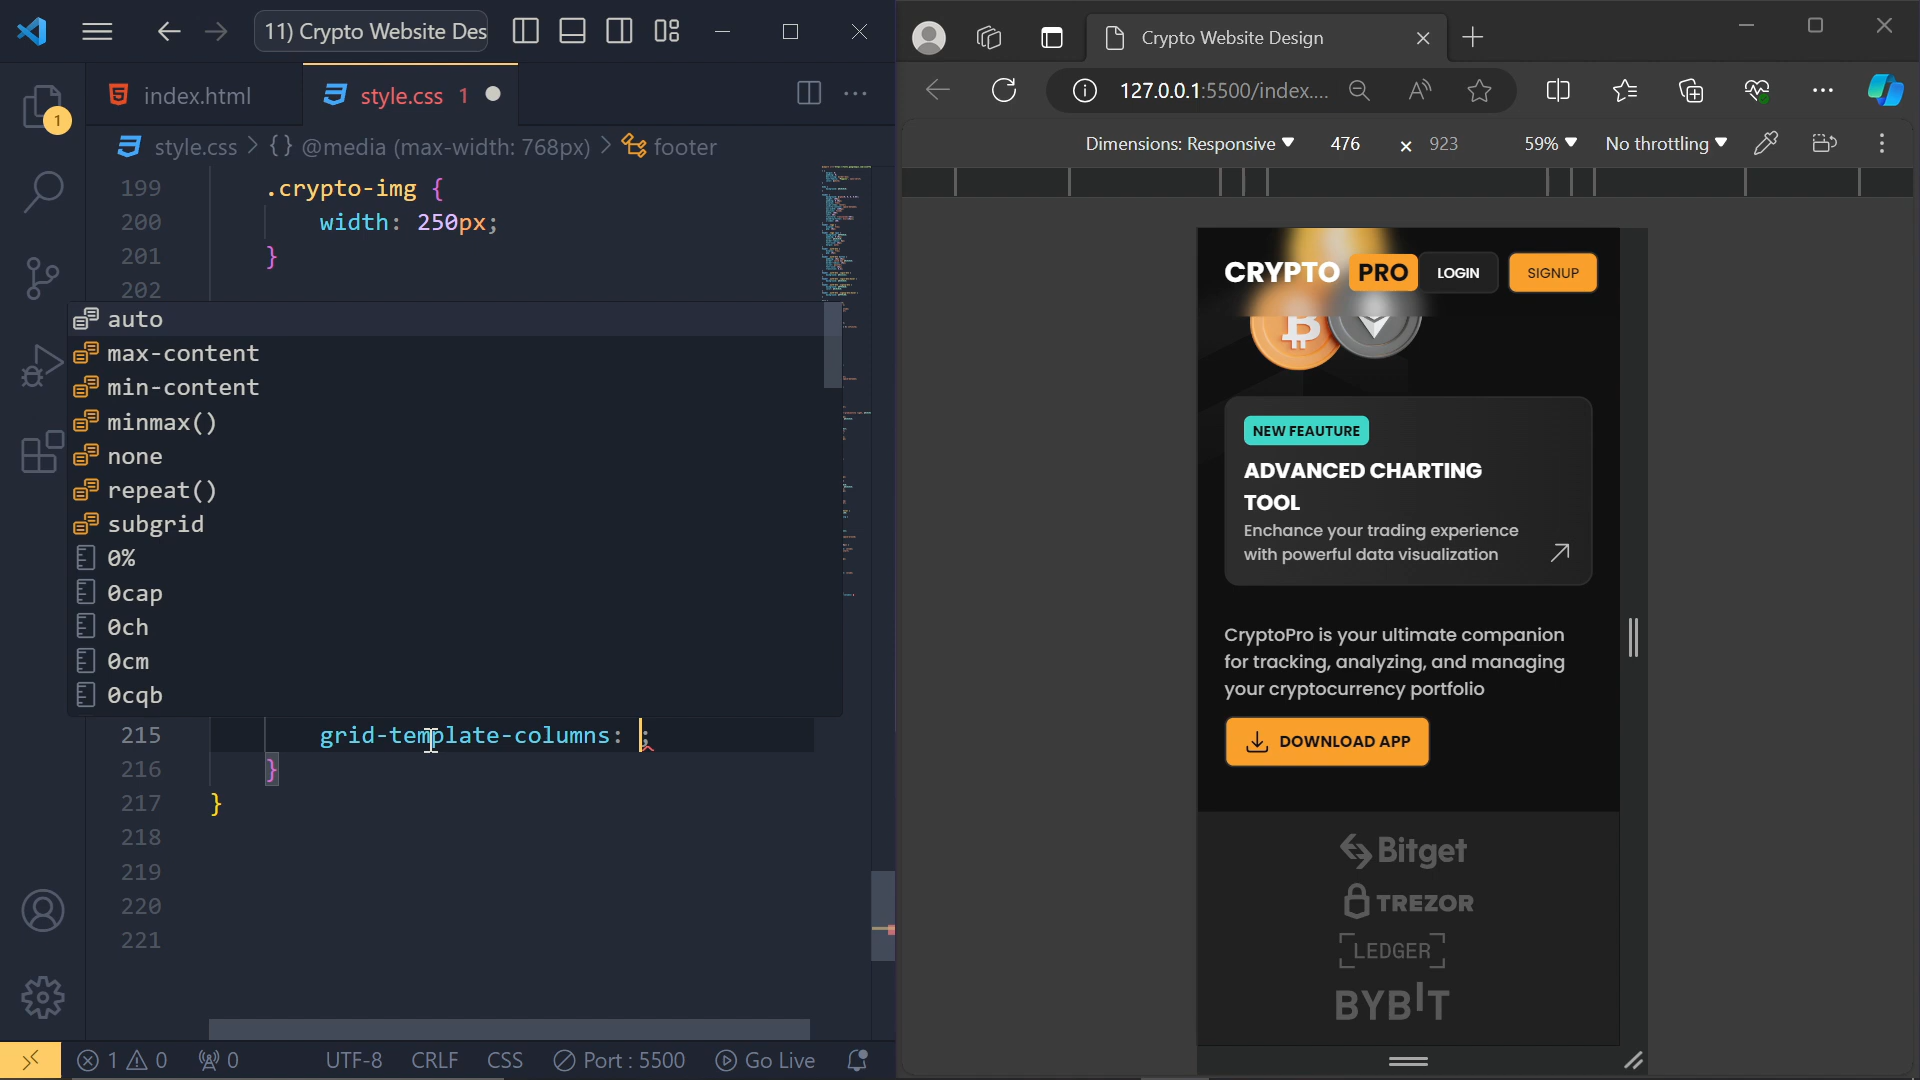 11) Crypto Website Des
index.html
style.css 1
style.css > {} @media (max-width: 768px) > footer
199 .crypto-img {
200 width: 250px;
201 }
202
auto
max-content
min-content
minmax()
none
repeat()
subgrid
0%
0cap
0ch
0cm
0cqb
215 grid-template-columns: ;
216 }
217 }
218
219
220
221
1
1 0 0 UTF-8 CRLF CSS Port : 5500 Go Live
Crypto Website Design
127.0.0.1:5500/index....
Dimensions: Responsive 476 × 923 59% No throttling
CRYPTO PRO LOGIN SIGNUP
NEW FEAUTURE
ADVANCED CHARTING
TOOL
Enchance your trading experience
with powerful data visualization
CryptoPro is your ultimate companion
for tracking, analyzing, and managing
your cryptocurrency portfolio
DOWNLOAD APP
Bitget
TREZOR
LEDGER
BYBIT